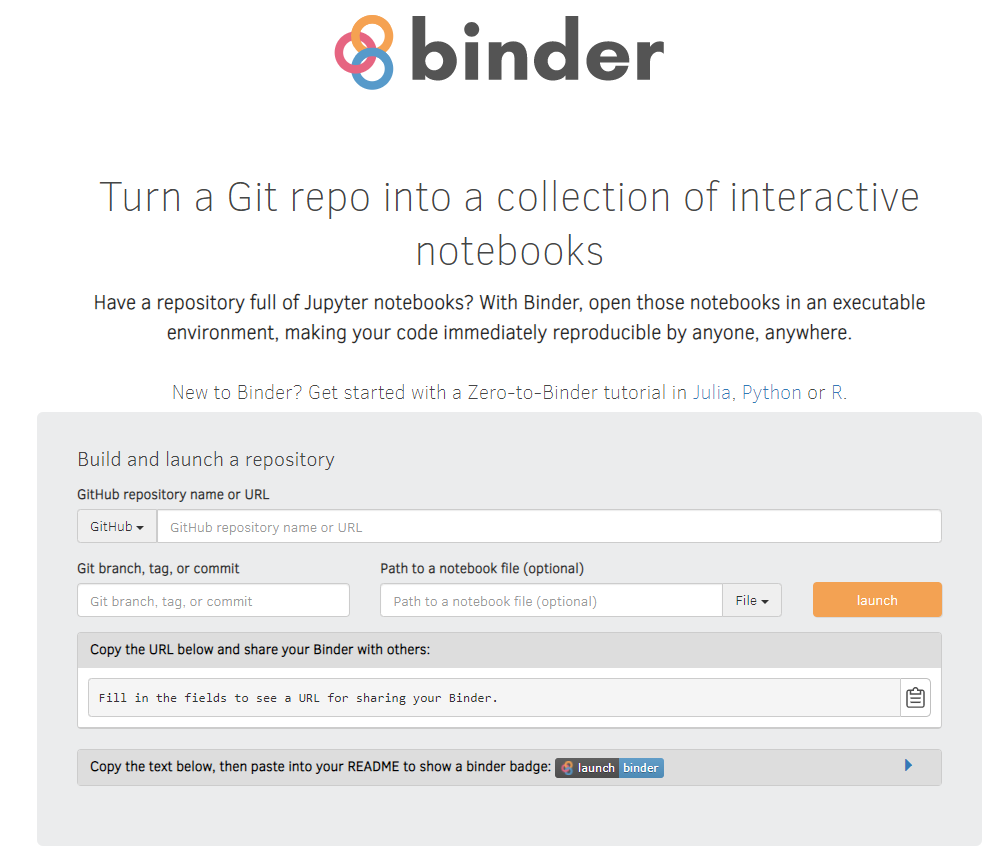 binder
Turn a Git repo into a collection of interactive
notebooks
Have a repository full of Jupyter notebooks? With Binder, open those notebooks in an executable
environment, making your code immediately reproducible by anyone, anywhere.
New to Binder? Get started with a Zero-to-Binder tutorial in Julia, Python or R.
Build and launch a repository
GitHub repository name or URL
GitHub GitHub repository name or URL
Git branch, tag, or commit Path to a notebook file (optional)
Git branch, tag, or commit Path to a notebook file (optional) File launch
Copy the URL below and share your Binder with others:
Fill in the fields to see a URL for sharing your Binder.
Copy the text below, then paste into your README to show a binder badge: launch binder